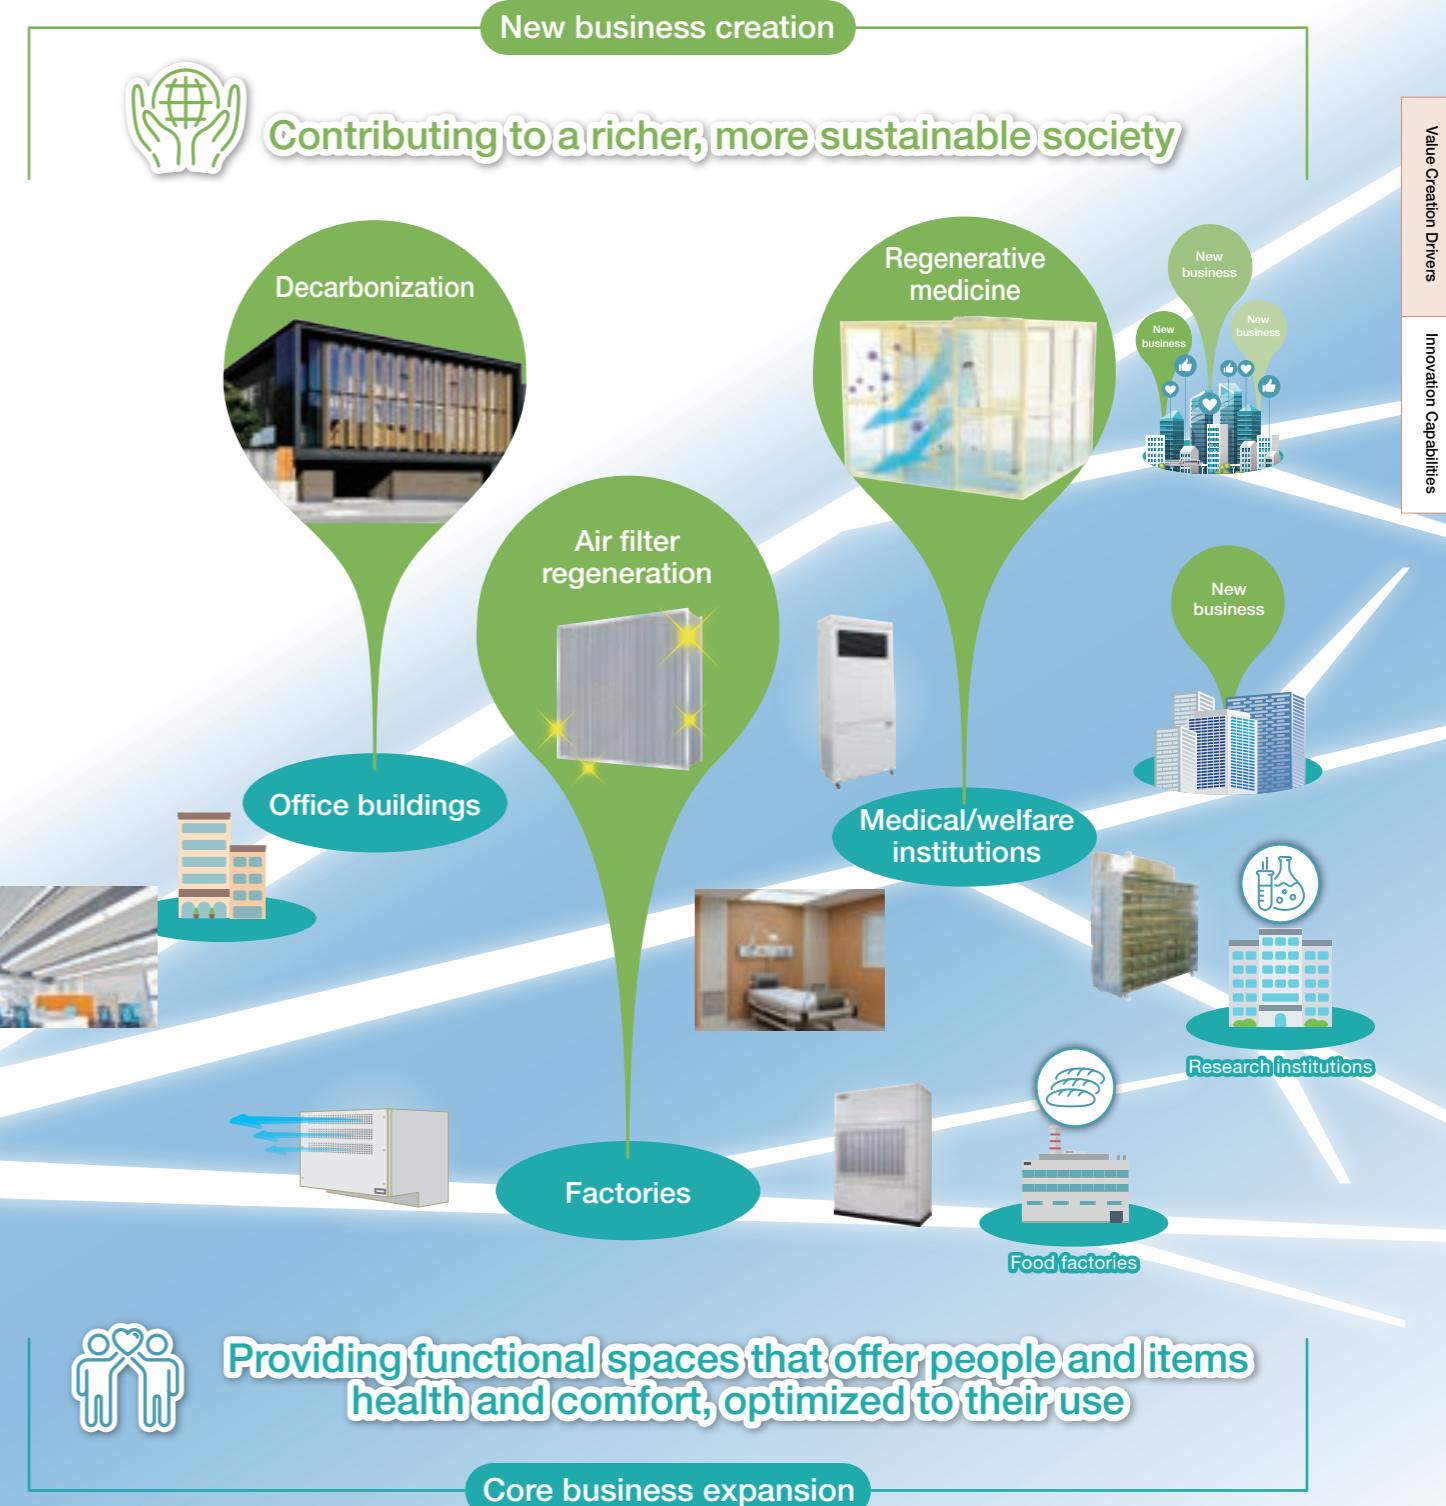 New business creation
Contributing to a richer, more sustainable society
Value Creation Drivers
Innovation Capabilities
Decarbonization
Regenerative
medicine
New
business
New
business
New
business
Air filter
regeneration
New
business
Office buildings
Medical/welfare
institutions
Research institutions
Factories
Food factories
Providing functional spaces that offer people and items
health and comfort, optimized to their use
Core business expansion